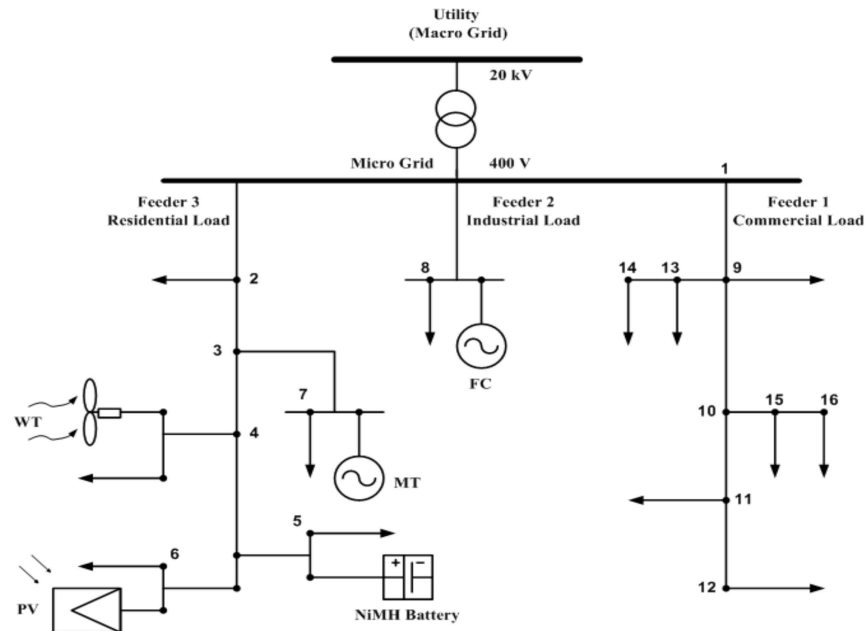 Utility
(Macro Grid)
20 kV
Micro Grid
400 V
1
Feeder 3
Residential Load
Feeder 2
Industrial Load
Feeder 1
Commercial Load
2
8
14
13
9
3
FC
7
10
15
16
WT
4
MT
11
5
6
+
−
12
PV
NiMH Battery